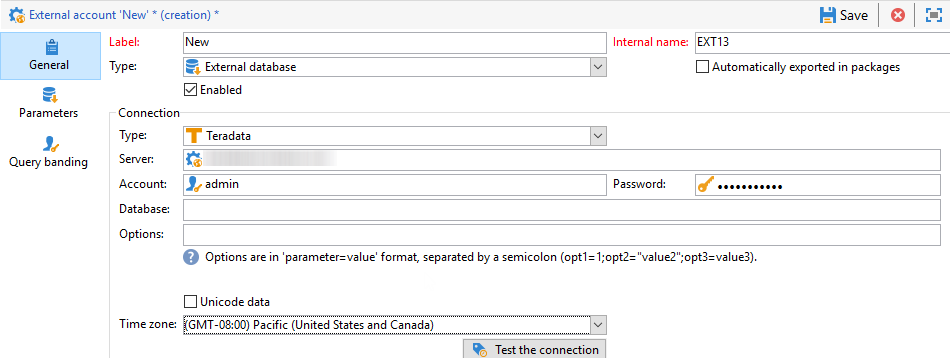 External account 'New' * (creation) *
Save
General
Parameters
Query banding
Label: New Internal name: EXT13
Type: External database Automatically exported in packages
Enabled
Connection
Type: Teradata
Server:
Account: admin Password: ●●●●●●●●●●●
Database:
Options:
Options are in 'parameter=value' format, separated by a semicolon (opt1=1;opt2="value2";opt3=value3).
Unicode data
Time zone: (GMT-08:00) Pacific (United States and Canada)
Test the connection